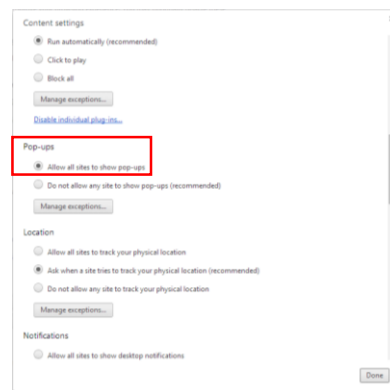 Content settings
Run automatically (recommended)
Click to play
Block all
Manage exceptions...
Disable individual plug-ins...
Pop-ups
Allow all sites to show pop-ups
Do not allow any site to show pop-ups (recommended)
Manage exceptions...
Location
Allow all sites to track your physical location
Ask when a site tries to track your physical location (recommended)
Do not allow any site to track your physical location
Manage exceptions...
Notifications
Allow all sites to show desktop notifications
Done